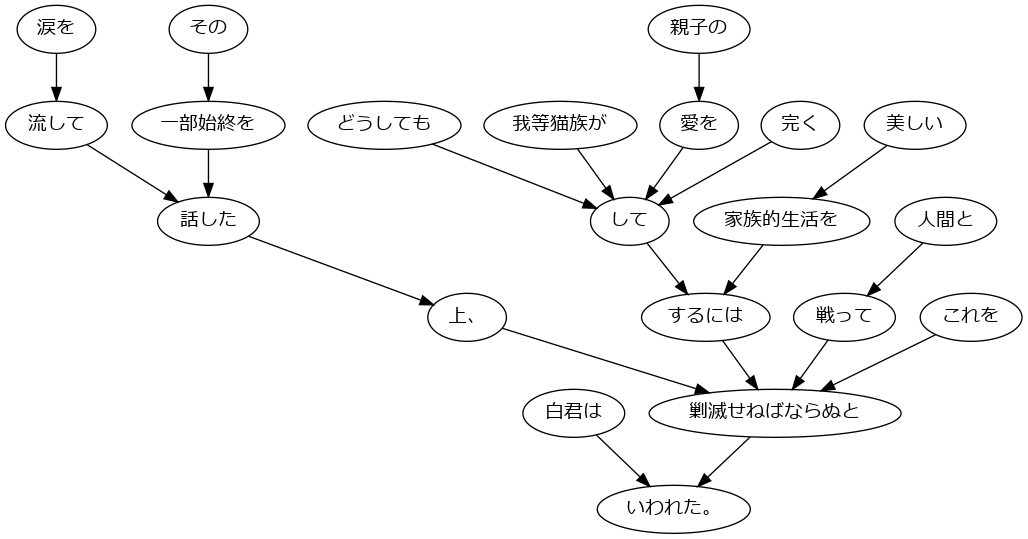 涙を
その
親子の
流して
一部始終を
どうしても
我等猫族が
愛を
完く
美しい
話した
して
家族的生活を
人間と
上、
するには
戦って
これを
白君は
剿滅せねばならぬと
いわれた。